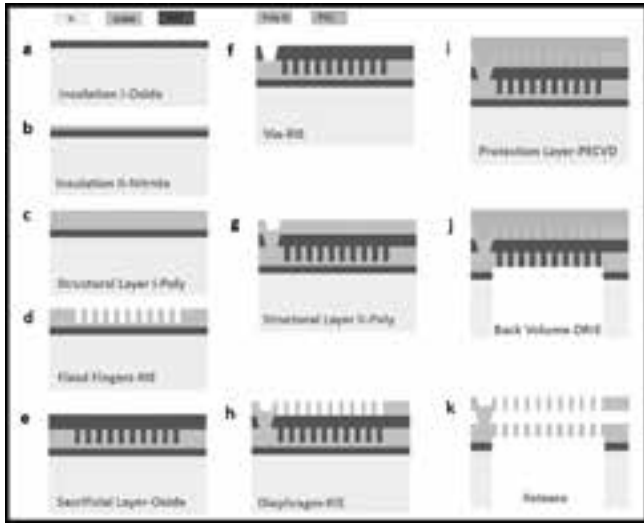 a
Insulation I-Oxide
b
Insulation II-Nitride
c
Structural Layer I-Poly
d
Fixed Fingers-RIE
e
Sacrificial Layer-Oxide
f
Via-RIE
g
Structural Layer II-Poly
h
Diaphragm-RIE
i
Protection Layer-PECVD
j
Back Volume-DRIE
k
Release